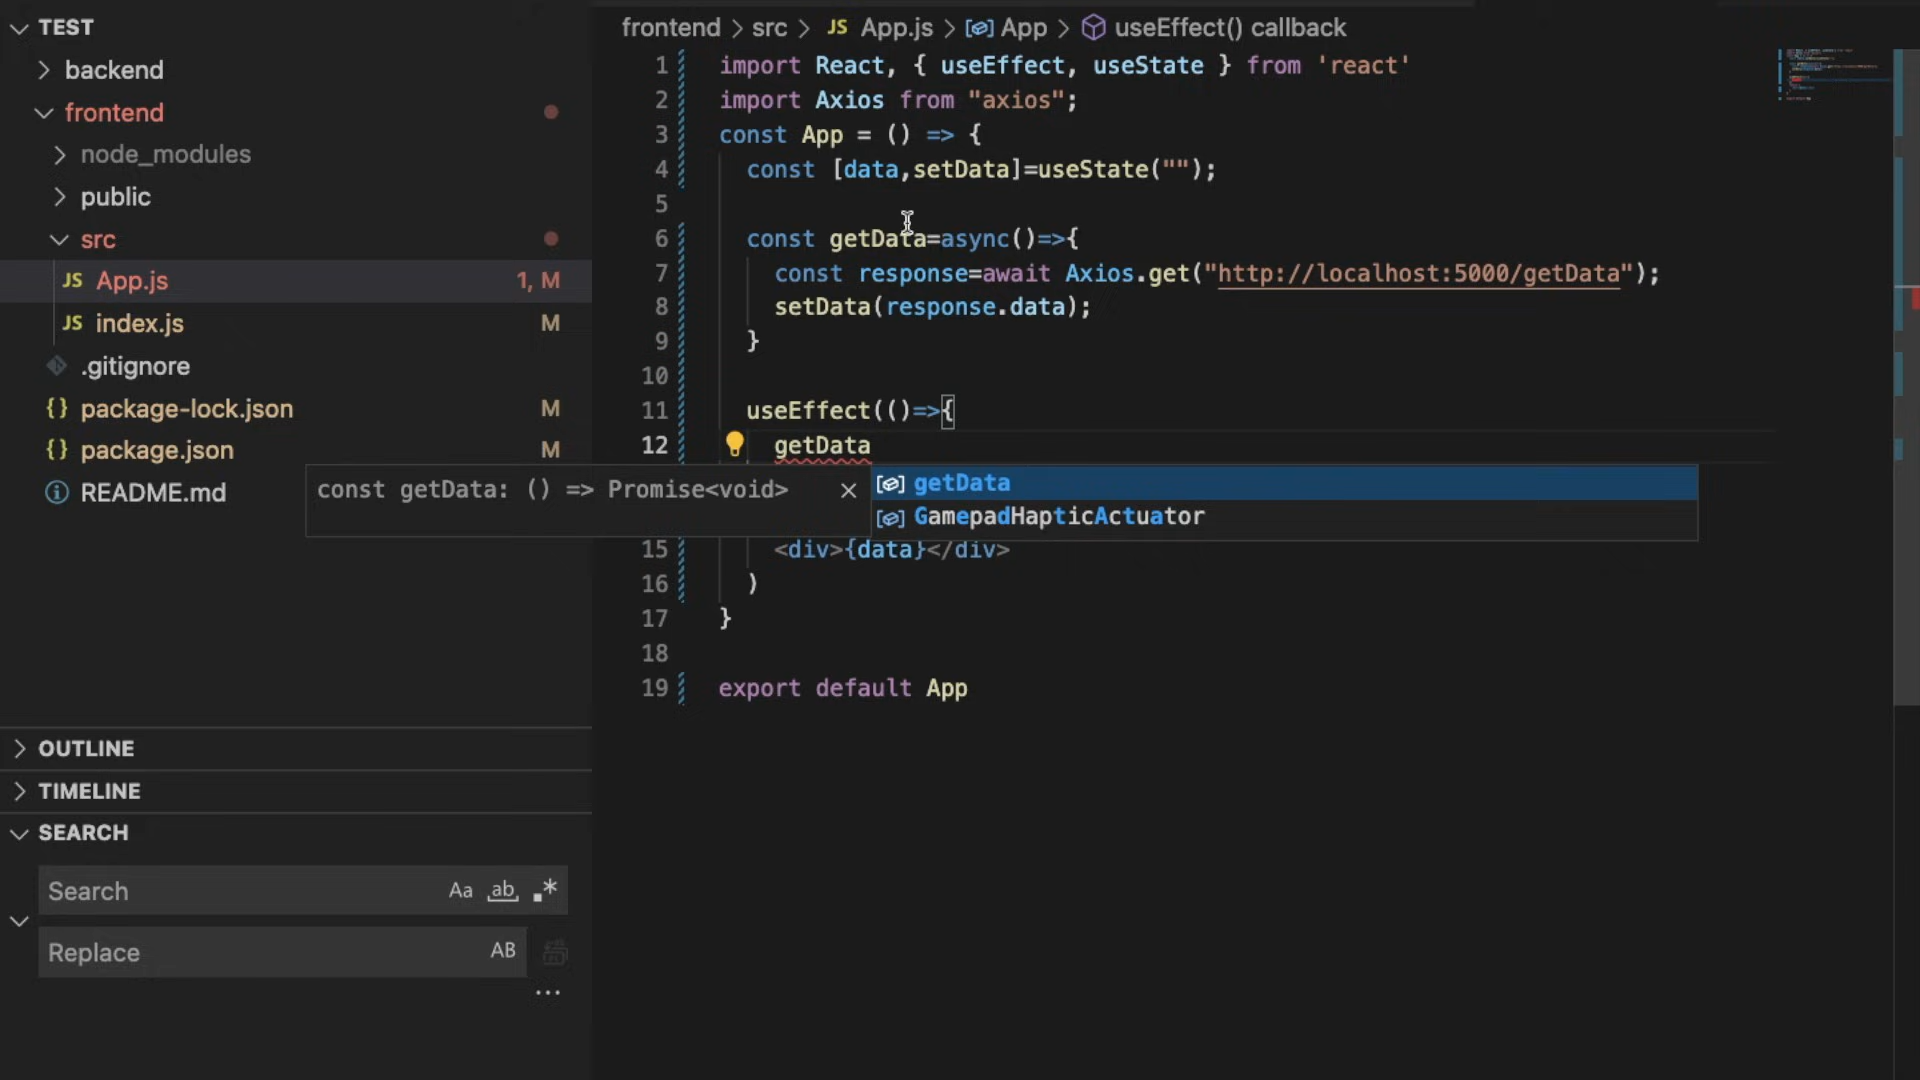 TEST
backend
frontend
node_modules
public
src
JS App.js 1, M
JS index.js M
.gitignore
{} package-lock.json M
{} package.json M
README.md
OUTLINE
TIMELINE
SEARCH
Search Aa ab .*
Replace AB
...
frontend > src > JS App.js > App > useEffect() callback
1 import React, { useEffect, useState } from 'react'
2 import Axios from "axios";
3 const App = () => {
4 const [data,setData]=useState("");
5
6 const getData=async()=>{
7 const response=await Axios.get("http://localhost:5000/getData");
8 setData(response.data);
9 }
10
11 useEffect(()=>{
12 getData
const getData: () => Promise<void>
getData
GamepadHapticActuator
15 <div>{data}</div>
16 )
17 }
18
19 export default App